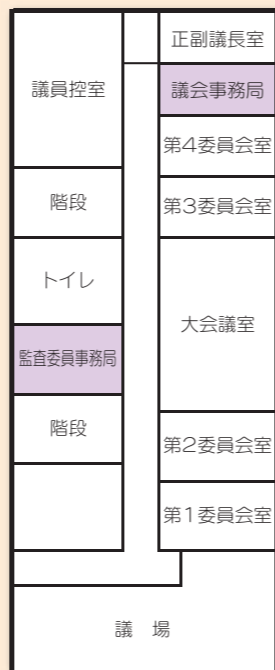 正副議長室
議員控室
議会事務局
第4委員会室
階段
第3委員会室
トイレ
大会議室
監査委員事務局
階段
第2委員会室
第1委員会室
議　場